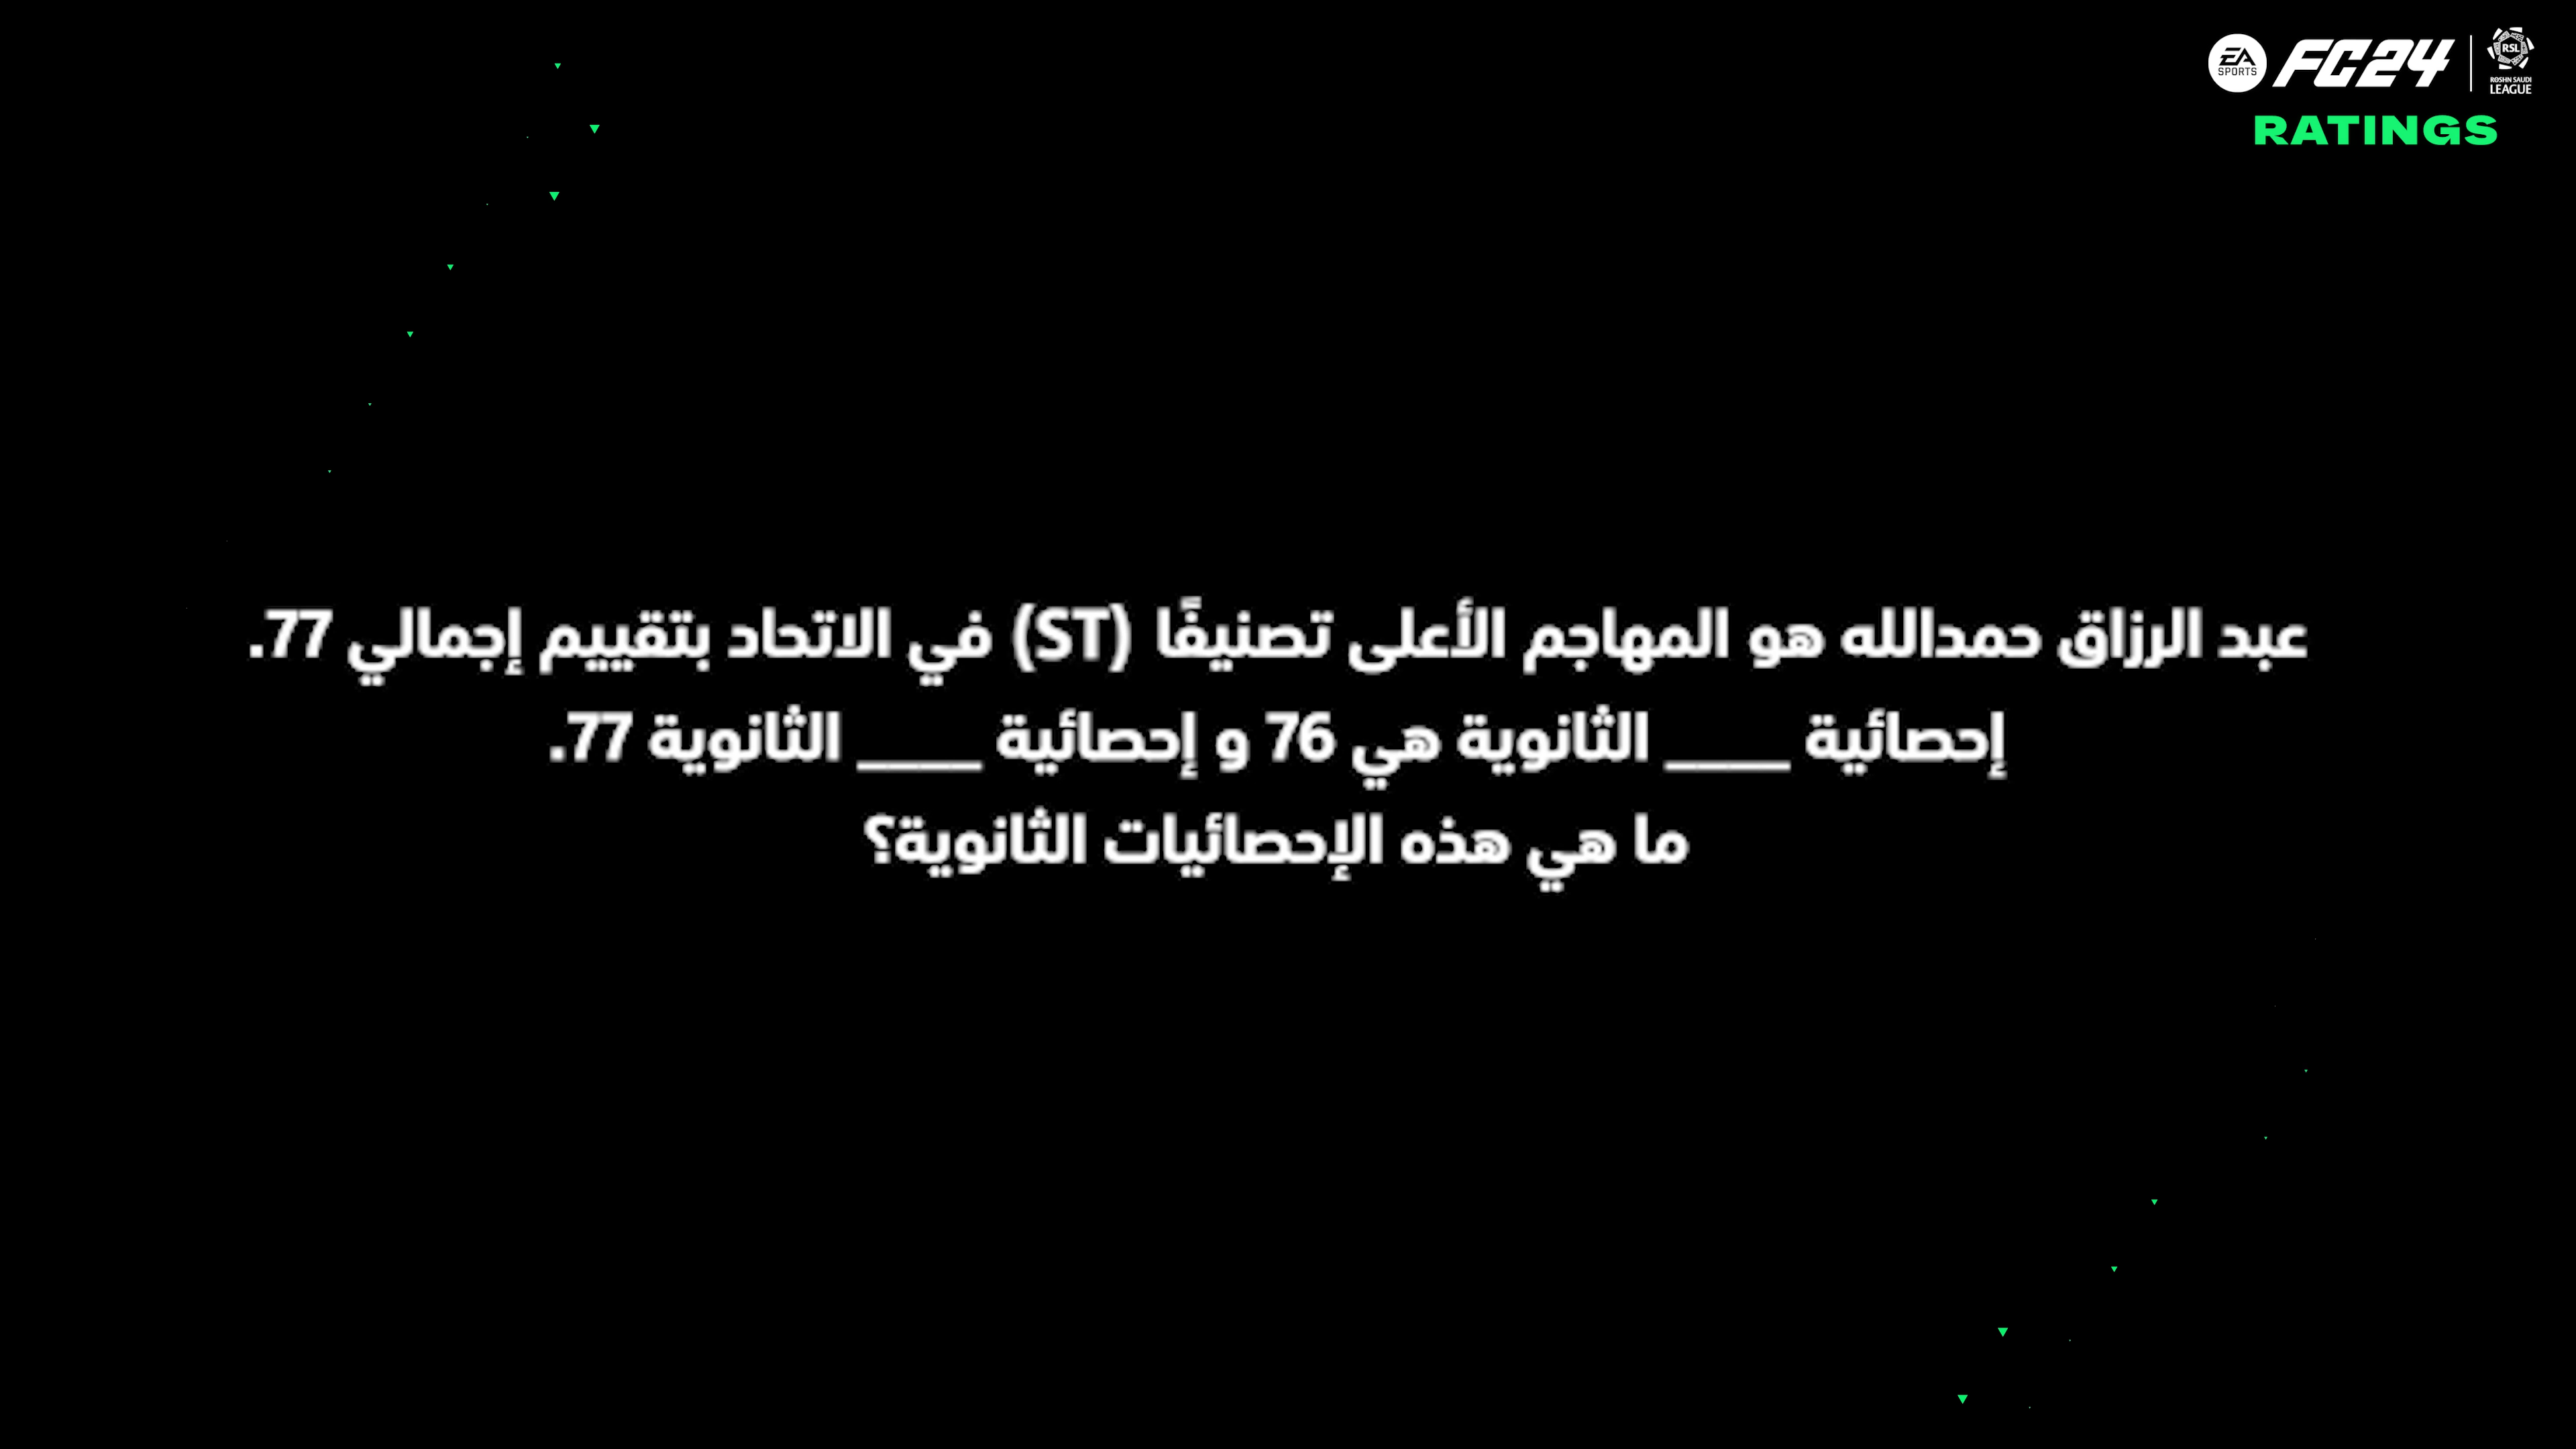 EA SPORTS FC24 RSL ROSHN SAUDI LEAGUE
RATINGS
عبد الرزاق حمدالله هو المهاجم الأعلى تصنيفًا (ST) في الاتحاد بتقييم إجمالي 77.
إحصائية ____ الثانوية هي 76 و إحصائية ____ الثانوية 77.
ما هي هذه الإحصائيات الثانوية؟